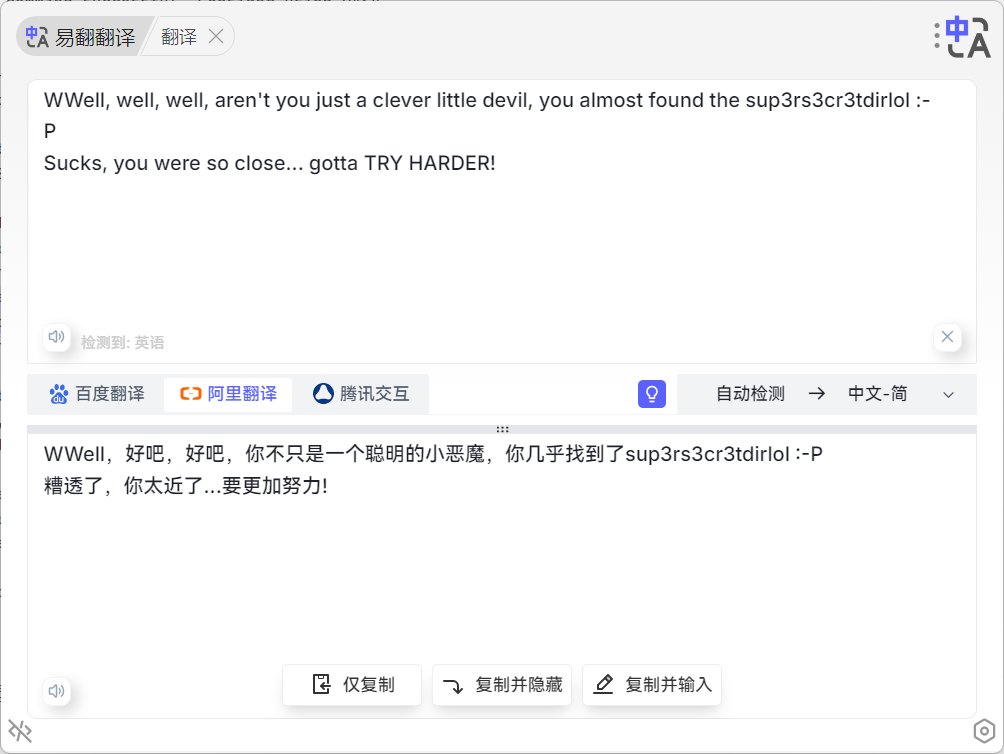 易翻翻译
翻译
WWell, well, well, aren't you just a clever little devil, you almost found the sup3rs3cr3tdirlol :-
P
Sucks, you were so close... gotta TRY HARDER!
检测到: 英语
百度翻译
阿里翻译
腾讯交互
自动检测 → 中文-简
WWell，好吧，好吧，你不只是一个聪明的小恶魔，你几乎找到了sup3rs3cr3tdirlol :-P
糟透了，你太近了...要更加努力!
仅复制
复制并隐藏
复制并输入